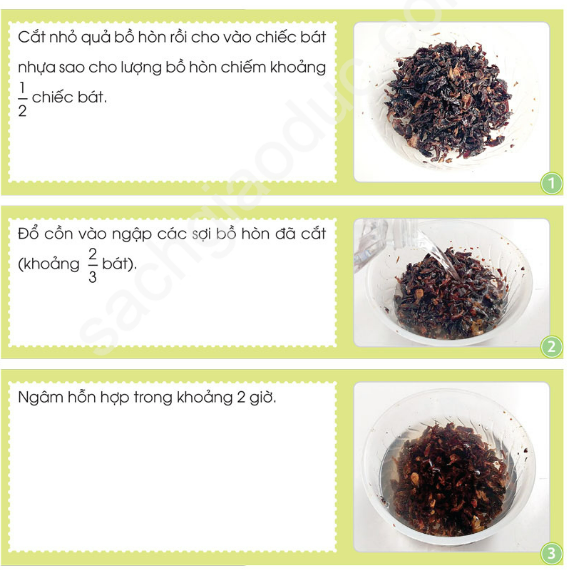 Cắt nhỏ quả bồ hòn rồi cho vào chiếc bát
nhựa sao cho lượng bồ hòn chiếm khoảng
1/2 chiếc bát.
1
Đổ cồn vào ngập các sợi bồ hòn đã cắt
(khoảng 2/3 bát).
2
Ngâm hỗn hợp trong khoảng 2 giờ.
3
sachgiaoduc.com